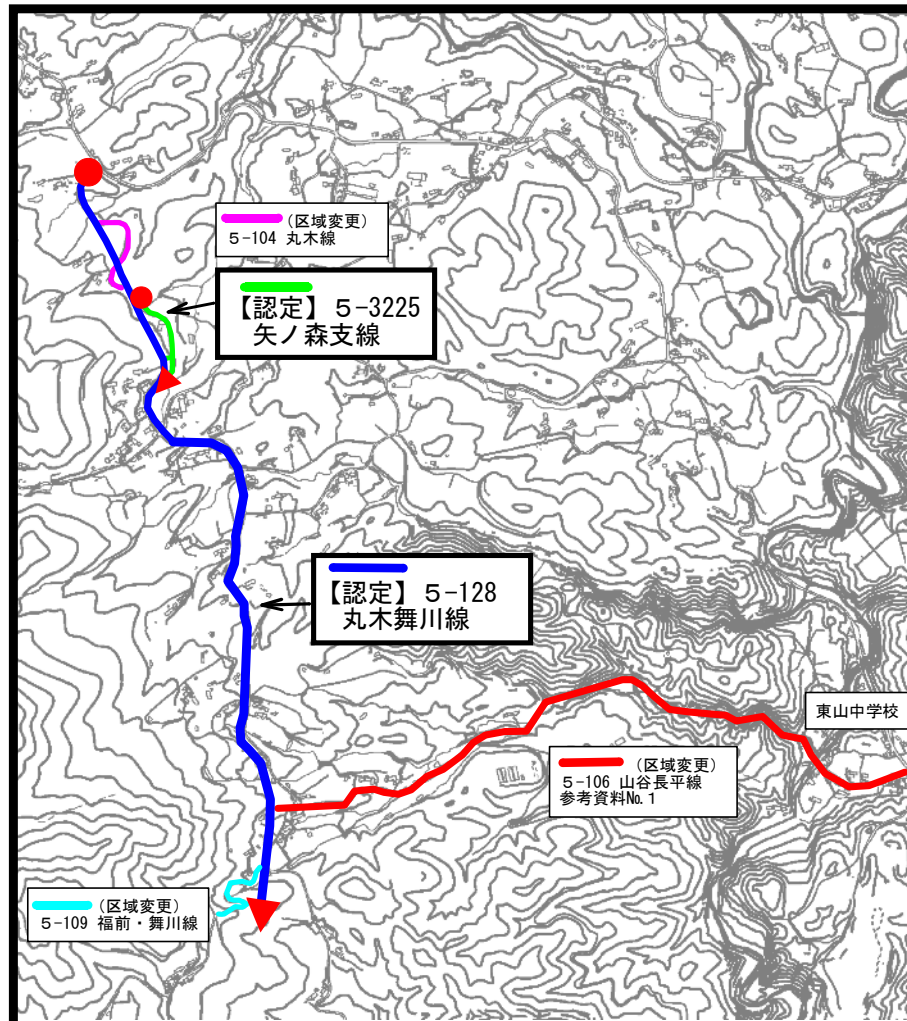 (区域変更)
5-104 丸木線
【認定】5-3225
矢ノ森支線
【認定】5-128
丸木舞川線
東山中学校
(区域変更)
5-106 山谷長平線
参考資料No.1
(区域変更)
5-109 福前・舞川線